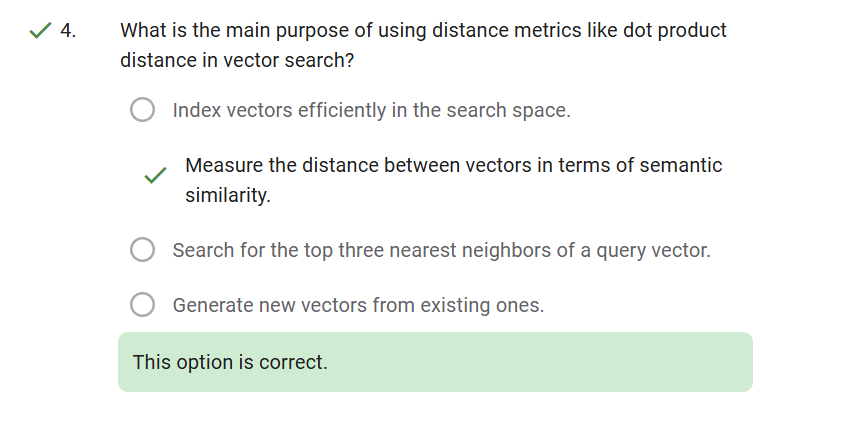 4. What is the main purpose of using distance metrics like dot product
distance in vector search?
Index vectors efficiently in the search space.
Measure the distance between vectors in terms of semantic
similarity.
Search for the top three nearest neighbors of a query vector.
Generate new vectors from existing ones.
This option is correct.